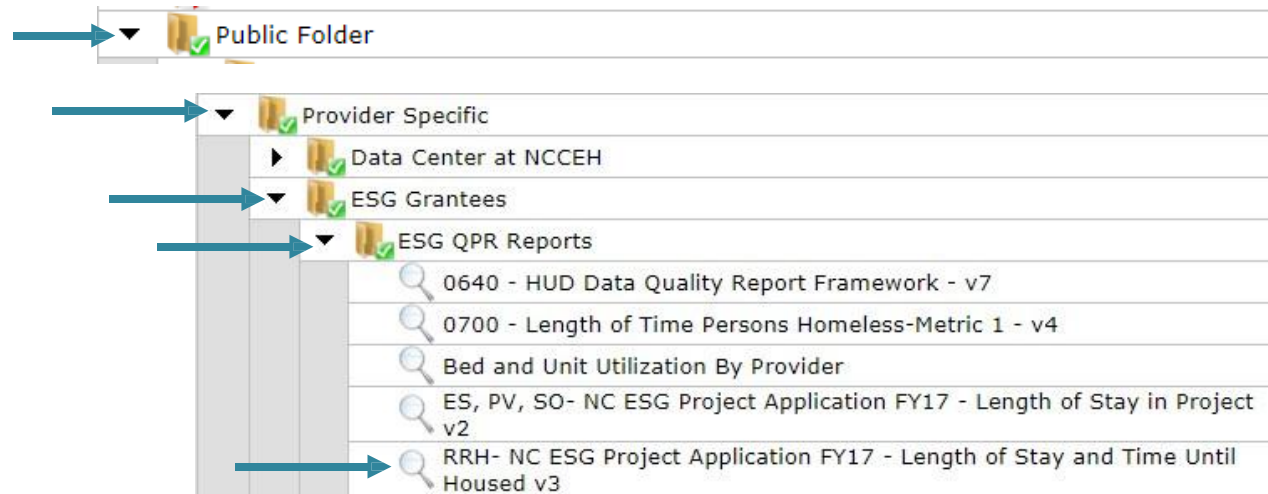 Public Folder
Provider Specific
Data Center at NCCEH
ESG Grantees
ESG QPR Reports
0640 - HUD Data Quality Report Framework - v7
0700 - Length of Time Persons Homeless-Metric 1 - v4
Bed and Unit Utilization By Provider
ES, PV, SO- NC ESG Project Application FY17 - Length of Stay in Project
v2
RRH- NC ESG Project Application FY17 - Length of Stay and Time Until
Housed v3